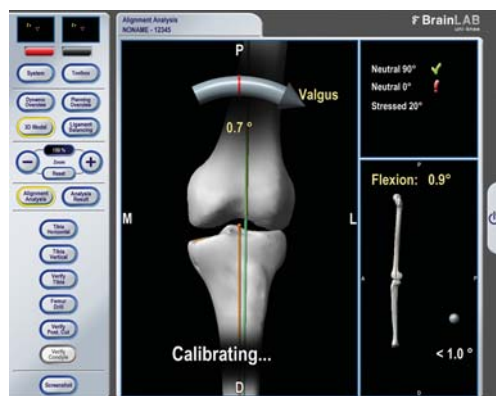 Alignment Analysis
NONAME - 12345
BrainLAB
uni-knee
System
Toolbox
Dynamic Overview
Planning Overview
3D Model
Ligament Balancing
Zoom
Reset
Alignment Analysis
Analysis Result
Tibia Horizontal
Tibia Vertical
Verify Tibia
Femur Drill
Verify Post. Cut
Verify Condyle
Screenshot
P
Valgus
0.7 °
M
L
Calibrating...
D
Neutral 90°
Neutral 0°
Stressed 20°
P
Flexion: 0.9°
A
P
< 1.0 °
D